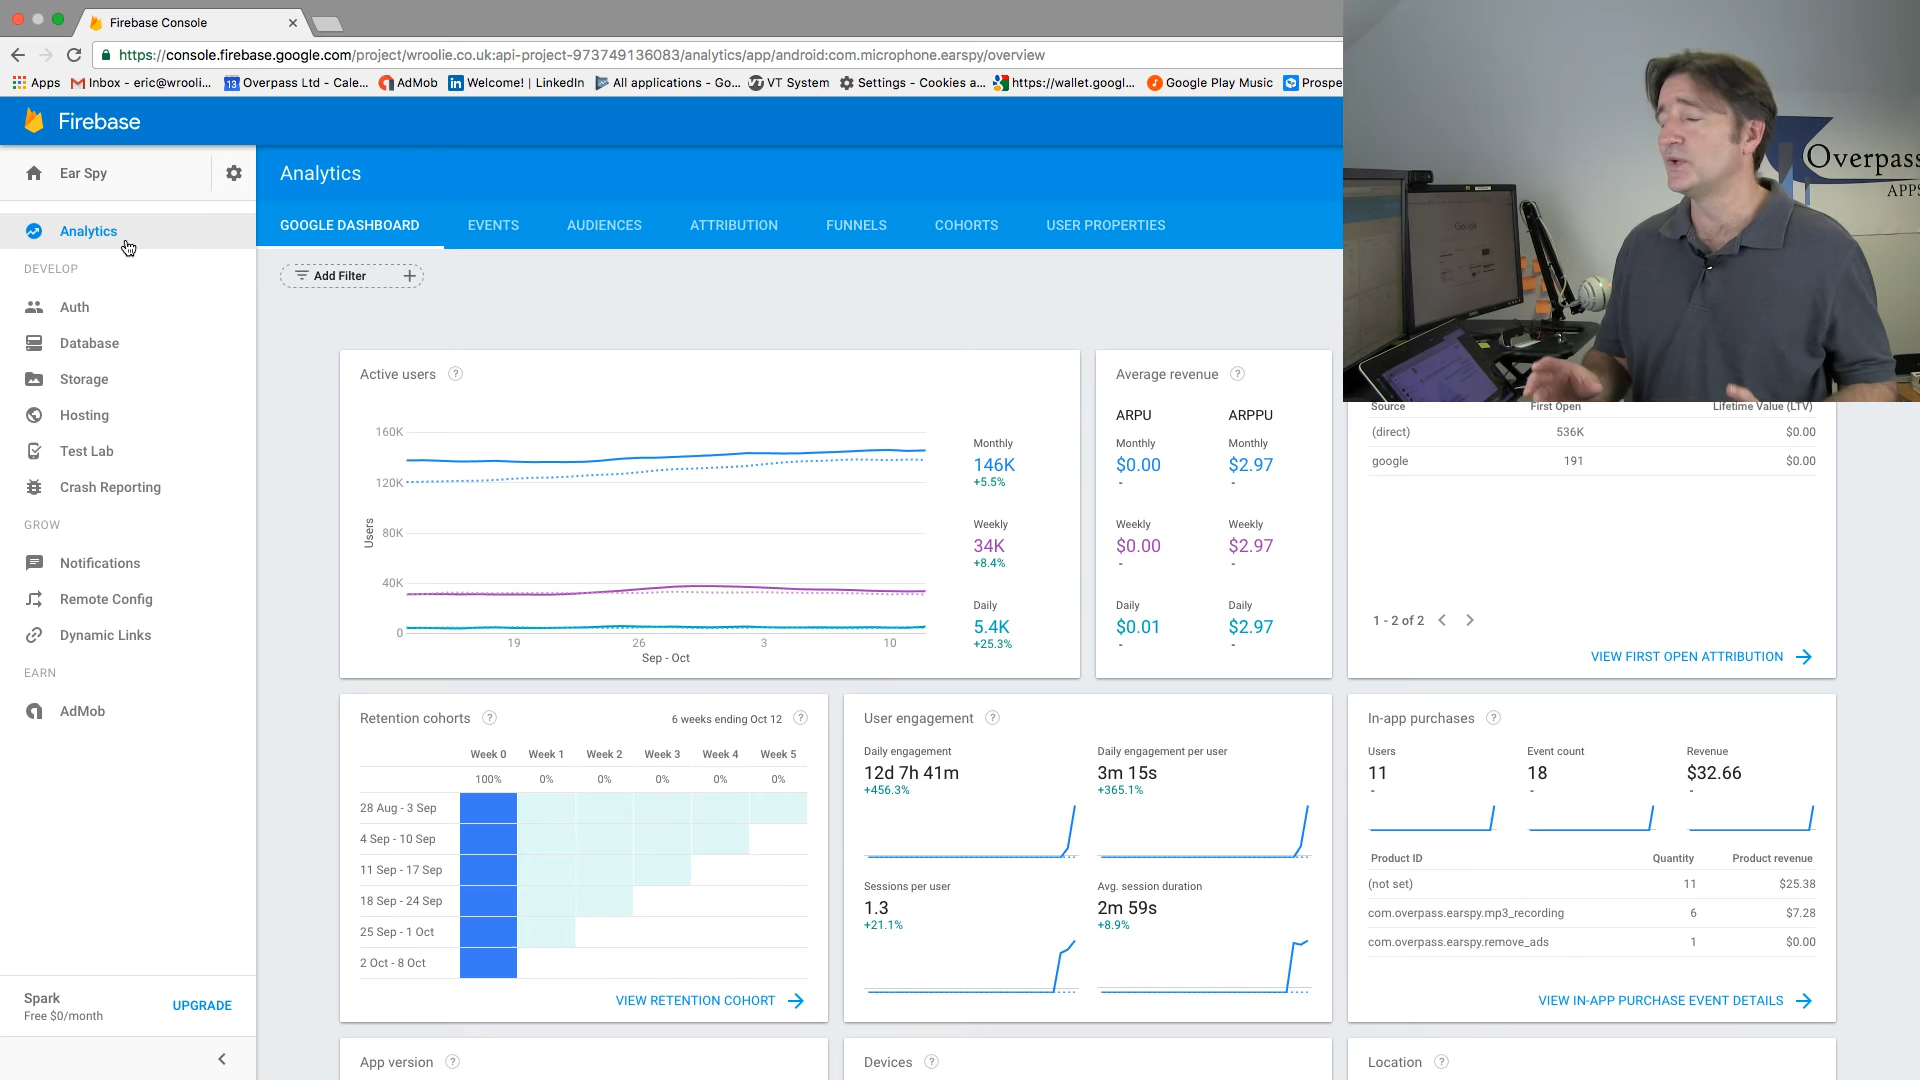 Firebase Console
https://console.firebase.google.com/project/wroolie.co.uk:api-project-973749136083/analytics/app/android:com.microphone.earspy/overview
Apps Inbox - eric@wrooli... 13 Overpass Ltd - Cale... AdMob Welcome! | LinkedIn All applications - Go... VT System Settings - Cookies a... https://wallet.googl... Google Play Music Prospe
Firebase
Overpass
APPS
Ear Spy
Analytics
Analytics
DEVELOP
Auth
Database
Storage
Hosting
Test Lab
Crash Reporting
GROW
Notifications
Remote Config
Dynamic Links
EARN
AdMob
Spark
Free $0/month
UPGRADE
GOOGLE DASHBOARD EVENTS AUDIENCES ATTRIBUTION FUNNELS COHORTS USER PROPERTIES
Add Filter +
Active users ?
160K
120K
80K
40K
0
Users
19 26 3 10
Sep - Oct
Monthly
146K
+5.5%
Weekly
34K
+8.4%
Daily
5.4K
+25.3%
Average revenue ?
ARPU ARPPU
Monthly Monthly
$0.00 $2.97
- -
Weekly Weekly
$0.00 $2.97
- -
Daily Daily
$0.01 $2.97
- -
Source First Open Lifetime Value (LTV)
(direct) 536K $0.00
google 191 $0.00
1 - 2 of 2
VIEW FIRST OPEN ATTRIBUTION
Retention cohorts ? 6 weeks ending Oct 12 ?
Week 0 Week 1 Week 2 Week 3 Week 4 Week 5
100% 0% 0% 0% 0% 0%
28 Aug - 3 Sep
4 Sep - 10 Sep
11 Sep - 17 Sep
18 Sep - 24 Sep
25 Sep - 1 Oct
2 Oct - 8 Oct
VIEW RETENTION COHORT
User engagement ?
Daily engagement Daily engagement per user
12d 7h 41m 3m 15s
+456.3% +365.1%
Sessions per user Avg. session duration
1.3 2m 59s
+21.1% +8.9%
In-app purchases ?
Users Event count Revenue
11 18 $32.66
- - -
Product ID Quantity Product revenue
(not set) 11 $25.38
com.overpass.earspy.mp3_recording 6 $7.28
com.overpass.earspy.remove_ads 1 $0.00
VIEW IN-APP PURCHASE EVENT DETAILS
App version ?
Devices ?
Location ?